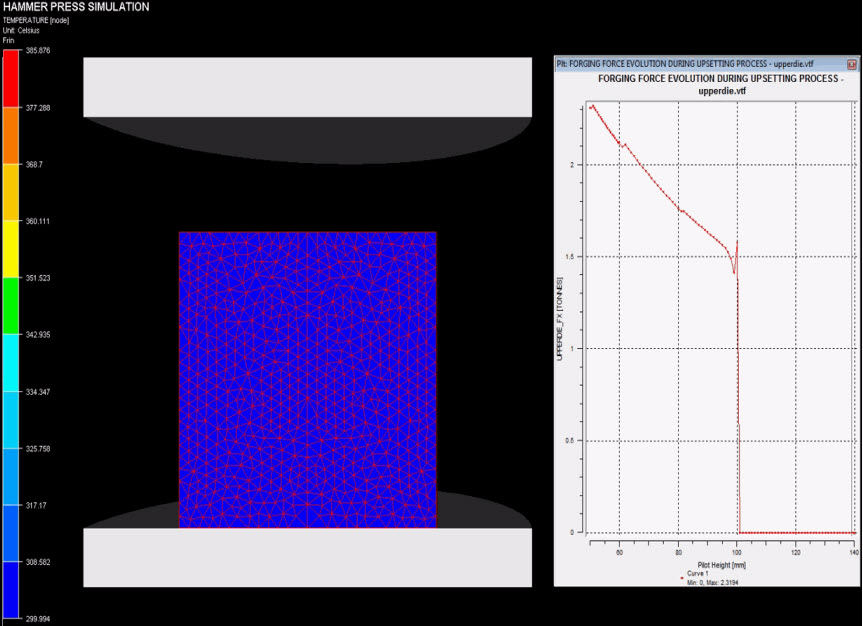 HAMMER PRESS SIMULATION
TEMPERATURE [node]
Unit: Celsius
Frin
385.876
377.288
368.7
360.111
351.523
342.935
334.347
325.758
317.17
308.582
299.994
Plt: FORGING FORCE EVOLUTION DURING UPSETTING PROCESS - upperdie.vtf
FORGING FORCE EVOLUTION DURING UPSETTING PROCESS -
upperdie.vtf
UPPERDIE_FX [TONNES]
2
1.5
1
0.5
0
60
80
100
120
140
Pilot Height [mm]
Curve 1
Min: 0, Max: 2.3194